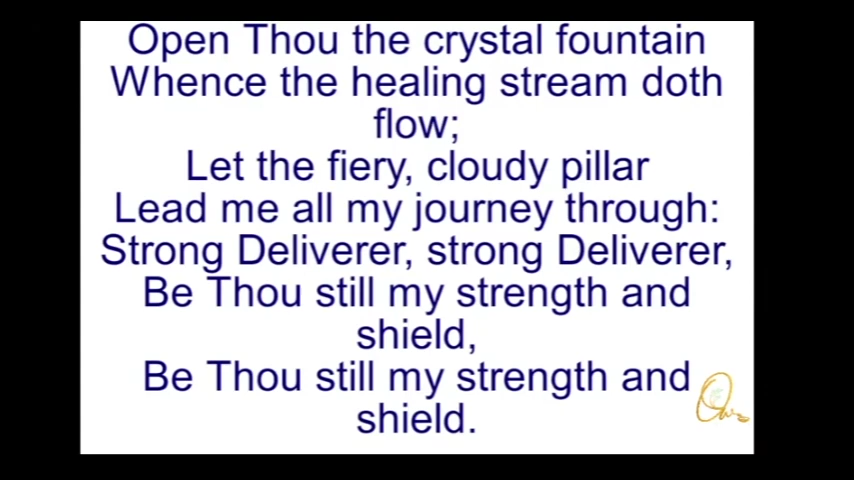 Open Thou the crystal fountain
Whence the healing stream doth
flow;
Let the fiery, cloudy pillar
Lead me all my journey through:
Strong Deliverer, strong Deliverer,
Be Thou still my strength and
shield,
Be Thou still my strength and
shield.